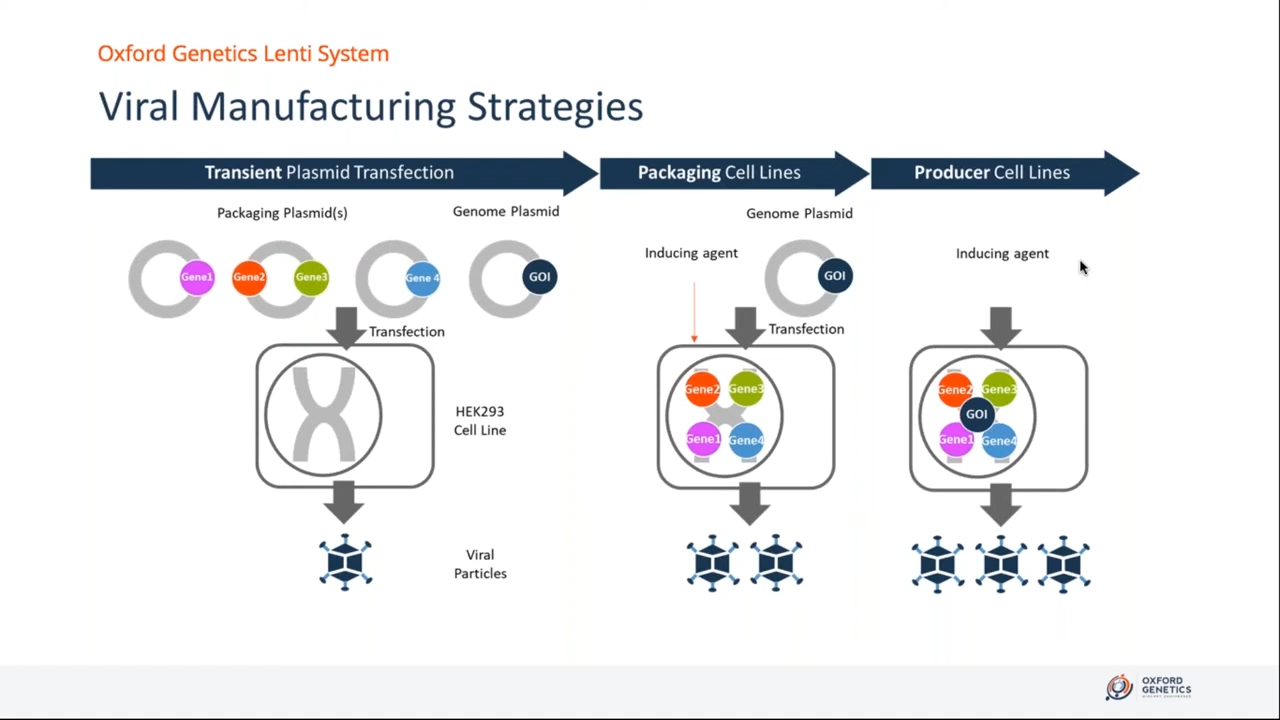 Oxford Genetics Lenti System
Viral Manufacturing Strategies
Transient Plasmid Transfection
Packaging Cell Lines
Producer Cell Lines
Packaging Plasmid(s)
Genome Plasmid
Genome Plasmid
Inducing agent
Inducing agent
Gene1
Gene2
Gene3
Gene 4
GOI
GOI
Transfection
Transfection
HEK293
Cell Line
Gene2
Gene3
Gene1
Gene4
Gene2
Gene3
GOI
Gene1
Gene4
Viral
Particles
OXFORD
GENETICS